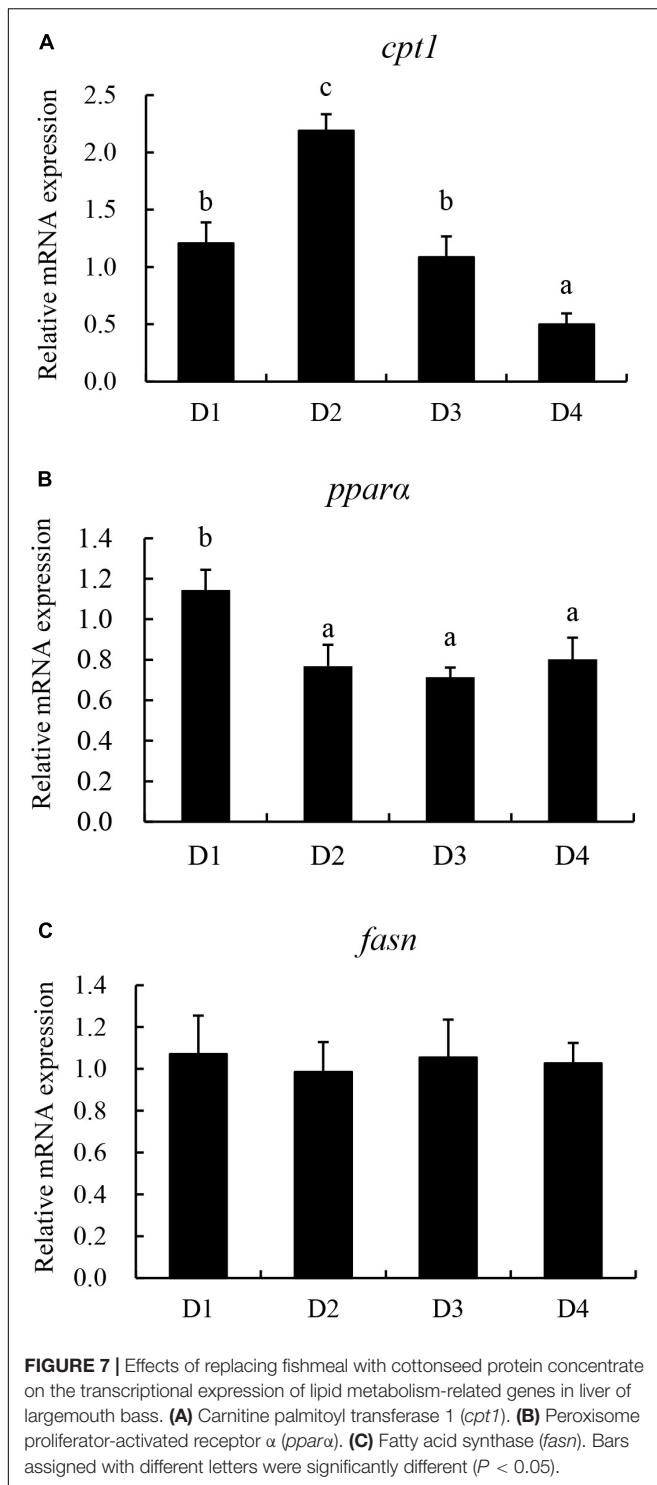 A
cpt1
Relative mRNA expression
2.5
2.0
1.5
1.0
0.5
0.0
b
c
b
a
D1 D2 D3 D4
B
pparα
Relative mRNA expression
1.4
1.2
1.0
0.8
0.6
0.4
0.2
0.0
b
a
a
a
D1 D2 D3 D4
C
fasn
Relative mRNA expression
1.4
1.2
1.0
0.8
0.6
0.4
0.2
0.0
D1 D2 D3 D4
FIGURE 7 | Effects of replacing fishmeal with cottonseed protein concentrate
on the transcriptional expression of lipid metabolism-related genes in liver of
largemouth bass. (A) Carnitine palmitoyl transferase 1 (cpt1). (B) Peroxisome
proliferator-activated receptor α (pparα). (C) Fatty acid synthase (fasn). Bars
assigned with different letters were significantly different (P < 0.05).